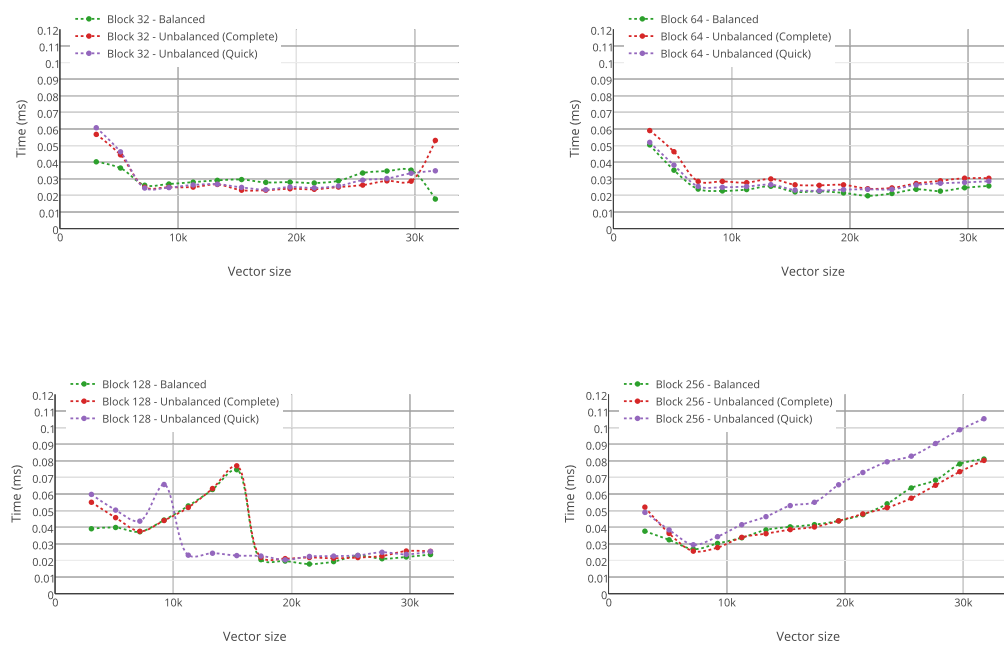 Block 32 - Balanced
Block 32 - Unbalanced (Complete)
Block 32 - Unbalanced (Quick)
0.12
0.11
0.1
0.09
0.08
0.07
0.06
0.05
0.04
0.03
0.02
0.01
0
Time (ms)
0 10k 20k 30k
Vector size
Block 64 - Balanced
Block 64 - Unbalanced (Complete)
Block 64 - Unbalanced (Quick)
0.12
0.11
0.1
0.09
0.08
0.07
0.06
0.05
0.04
0.03
0.02
0.01
0
Time (ms)
0 10k 20k 30k
Vector size
Block 128 - Balanced
Block 128 - Unbalanced (Complete)
Block 128 - Unbalanced (Quick)
0.12
0.11
0.1
0.09
0.08
0.07
0.06
0.05
0.04
0.03
0.02
0.01
0
Time (ms)
0 10k 20k 30k
Vector size
Block 256 - Balanced
Block 256 - Unbalanced (Complete)
Block 256 - Unbalanced (Quick)
0.12
0.11
0.1
0.09
0.08
0.07
0.06
0.05
0.04
0.03
0.02
0.01
0
Time (ms)
0 10k 20k 30k
Vector size